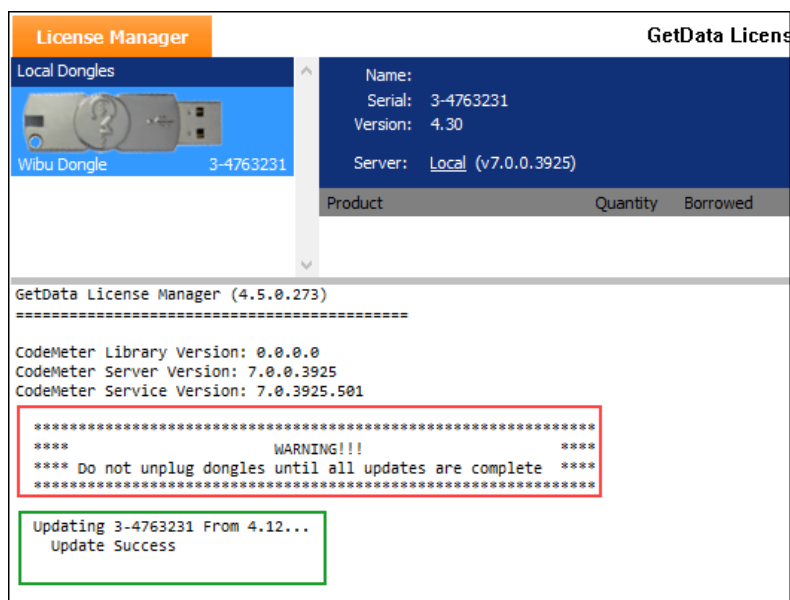 License Manager
GetData Licens
Local Dongles
Wibu Dongle 3-4763231
Name:
Serial: 3-4763231
Version: 4.30
Server: Local (v7.0.0.3925)
Product Quantity Borrowed
GetData License Manager (4.5.0.273)
============================================
CodeMeter Library Version: 0.0.0.0
CodeMeter Server Version: 7.0.0.3925
CodeMeter Service Version: 7.0.3925.501
***************************************************************
**** WARNING!!! ****
**** Do not unplug dongles until all updates are complete ****
***************************************************************
Updating 3-4763231 From 4.12...
Update Success